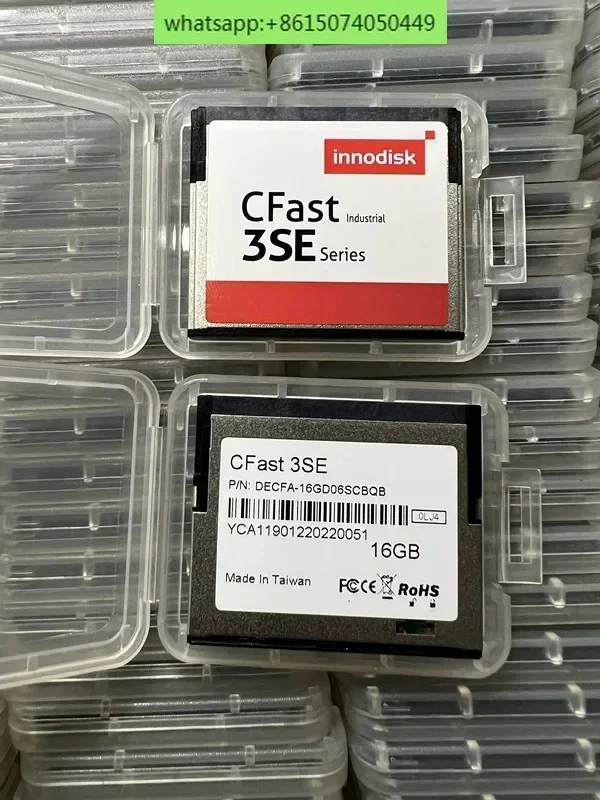 whatsapp:+8615074050449
innodisk
CFast Industrial
3SE Series
CFast 3SE
P/N: DECFA-16GD06SCBQB
0LJ4
YCA11901220220051
16GB
Made In Taiwan
FC CE RoHS